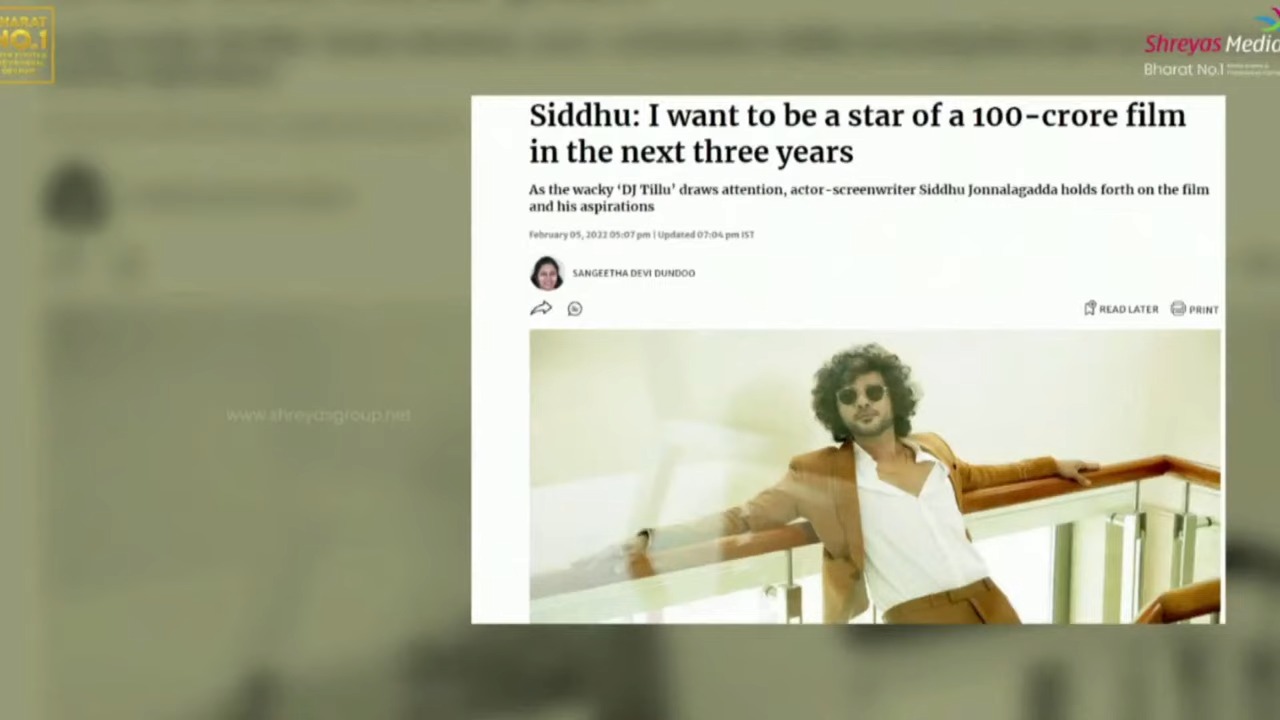 BHARAT
NO.1
Shreyas Media
Bharat No.1
Siddhu: I want to be a star of a 100-crore film
in the next three years
As the wacky ‘DJ Tillu’ draws attention, actor-screenwriter Siddhu Jonnalagadda holds forth on the film
and his aspirations
February 05, 2022 05:07 pm | Updated 07:04 pm IST
SANGEETHA DEVI DUNDOO
READ LATER PRINT
www.shreyasgroup.net